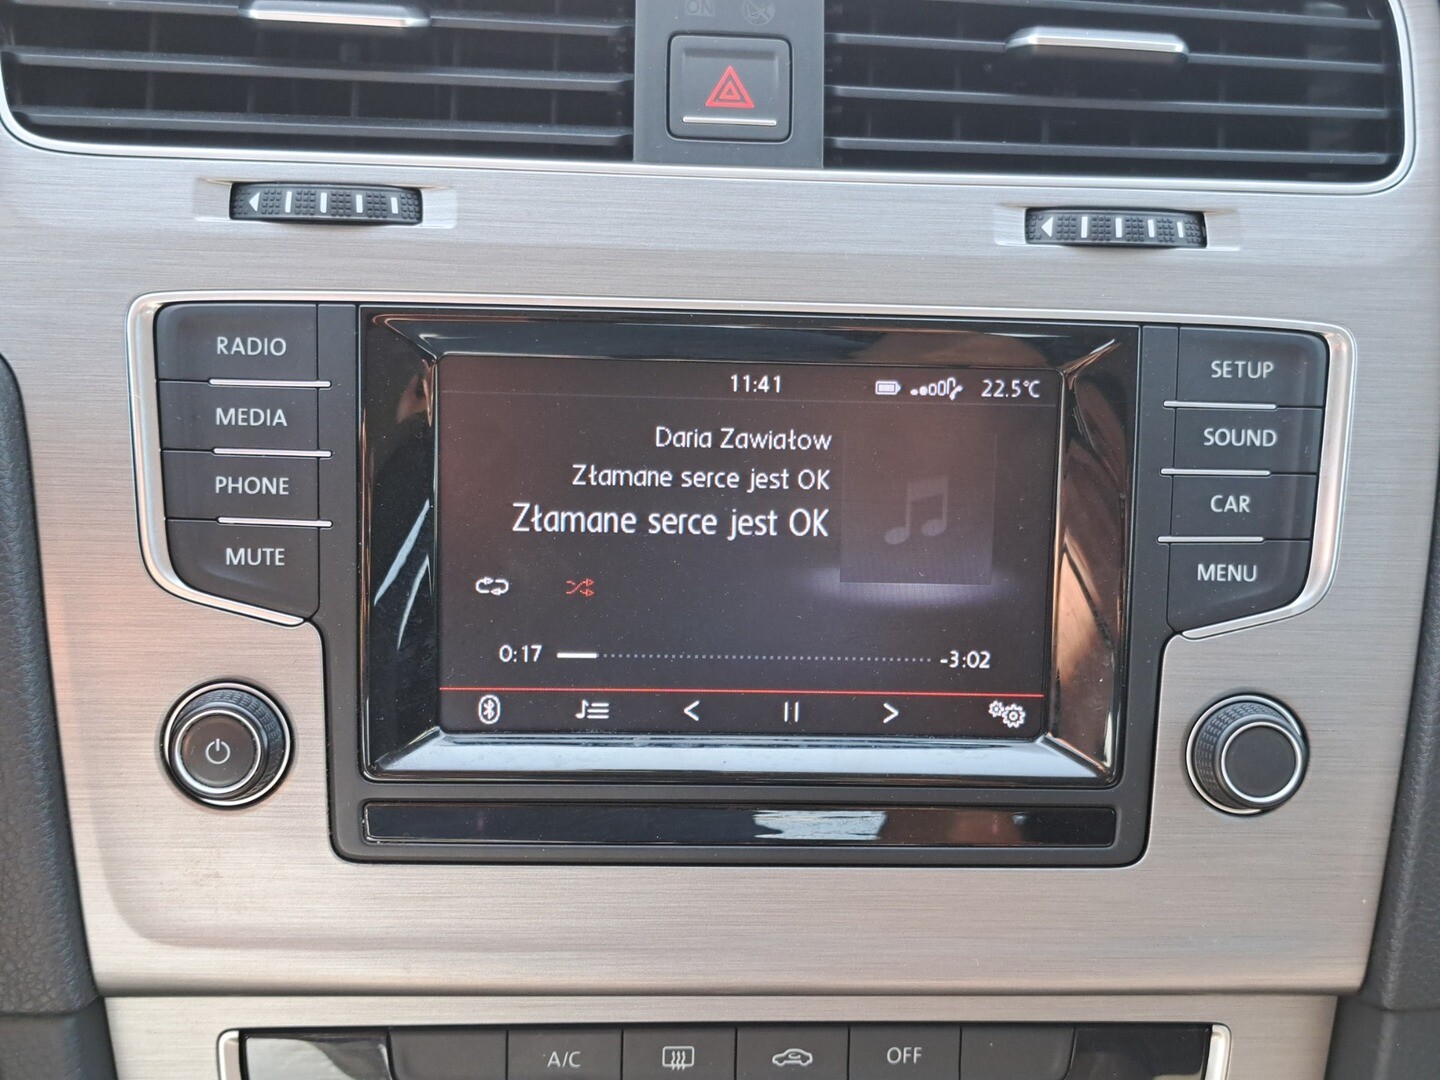 ON
RADIO
MEDIA
PHONE
MUTE
11:41
22.5°C
Daria Zawiałow
Złamane serce jest OK
Złamane serce jest OK
0:17
-3:02
SETUP
SOUND
CAR
MENU
A/C
OFF